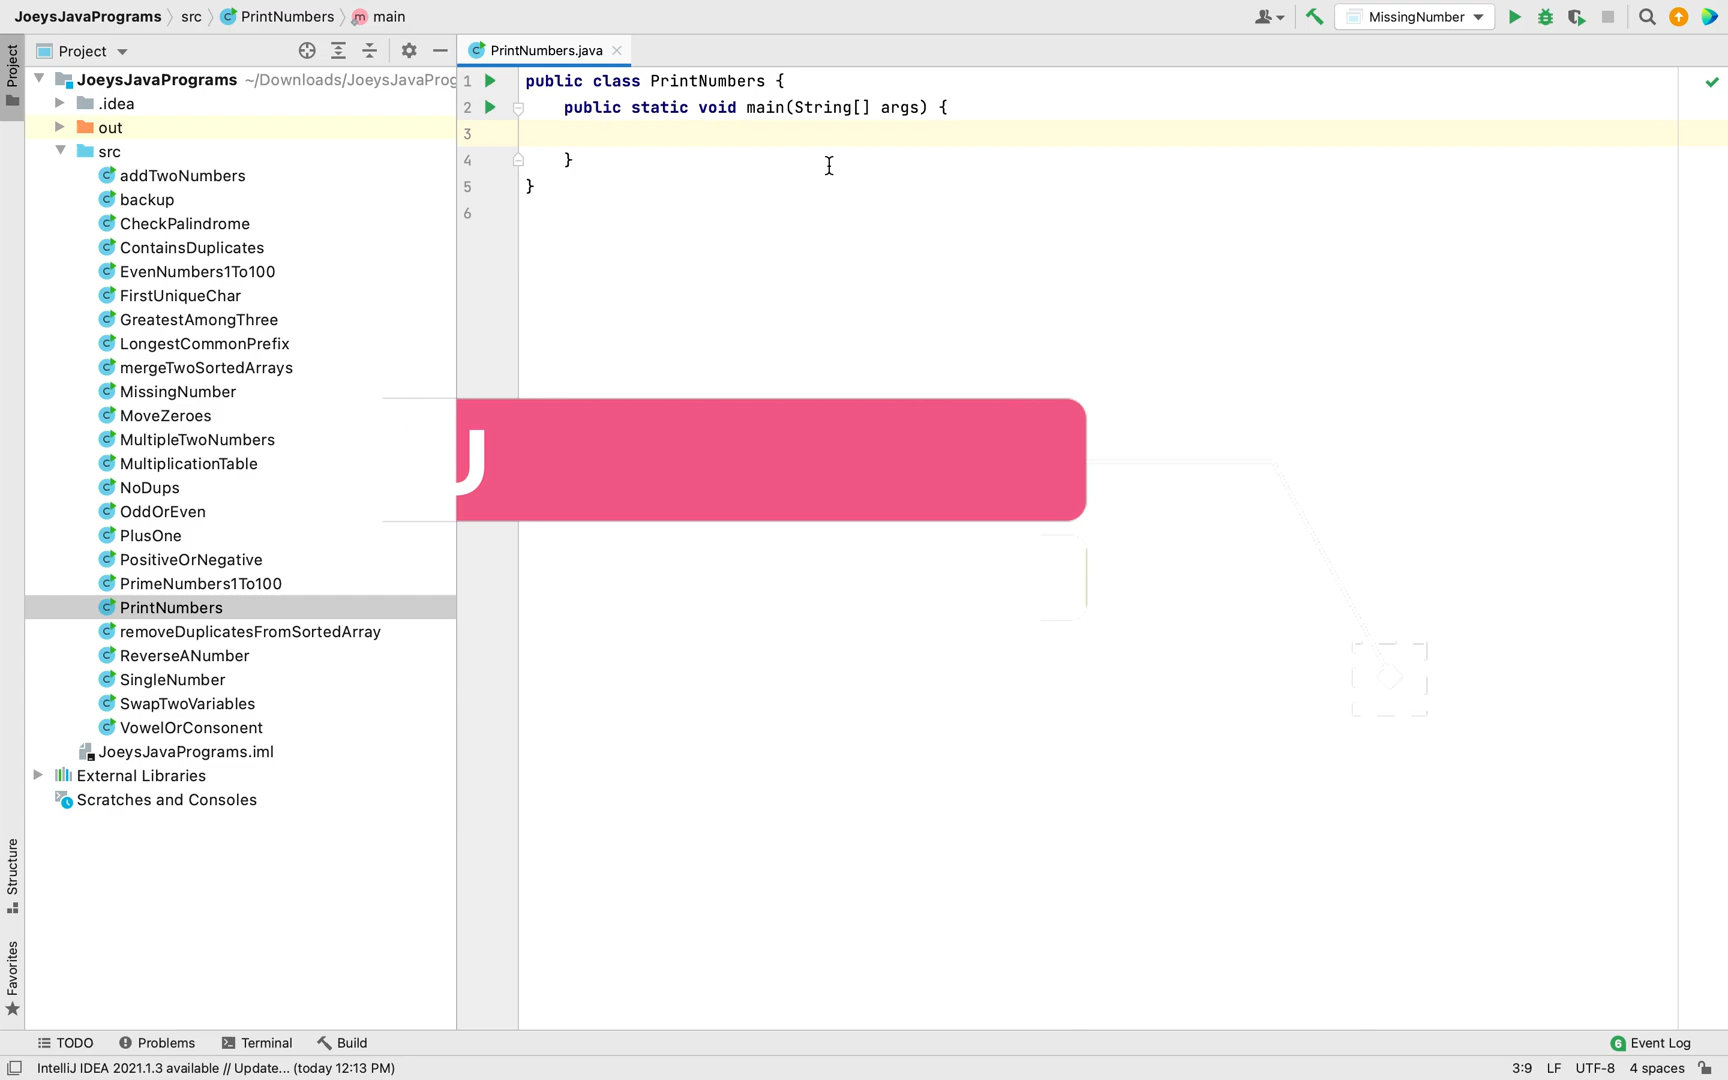 JoeysJavaPrograms src PrintNumbers main
MissingNumber
Project
PrintNumbers.java
Project
JoeysJavaPrograms ~/Downloads/JoeysJavaProg
.idea
out
src
addTwoNumbers
backup
CheckPalindrome
ContainsDuplicates
EvenNumbers1To100
FirstUniqueChar
GreatestAmongThree
LongestCommonPrefix
mergeTwoSortedArrays
MissingNumber
MoveZeroes
MultipleTwoNumbers
MultiplicationTable
NoDups
OddOrEven
PlusOne
PositiveOrNegative
PrimeNumbers1To100
PrintNumbers
removeDuplicatesFromSortedArray
ReverseANumber
SingleNumber
SwapTwoVariables
VowelOrConsonent
JoeysJavaPrograms.iml
External Libraries
Scratches and Consoles
1 public class PrintNumbers {
2 public static void main(String[] args) {
3
4 }
5 }
6
Structure
Favorites
TODO Problems Terminal Build
6 Event Log
IntelliJ IDEA 2021.1.3 available // Update... (today 12:13 PM)
3:9 LF UTF-8 4 spaces